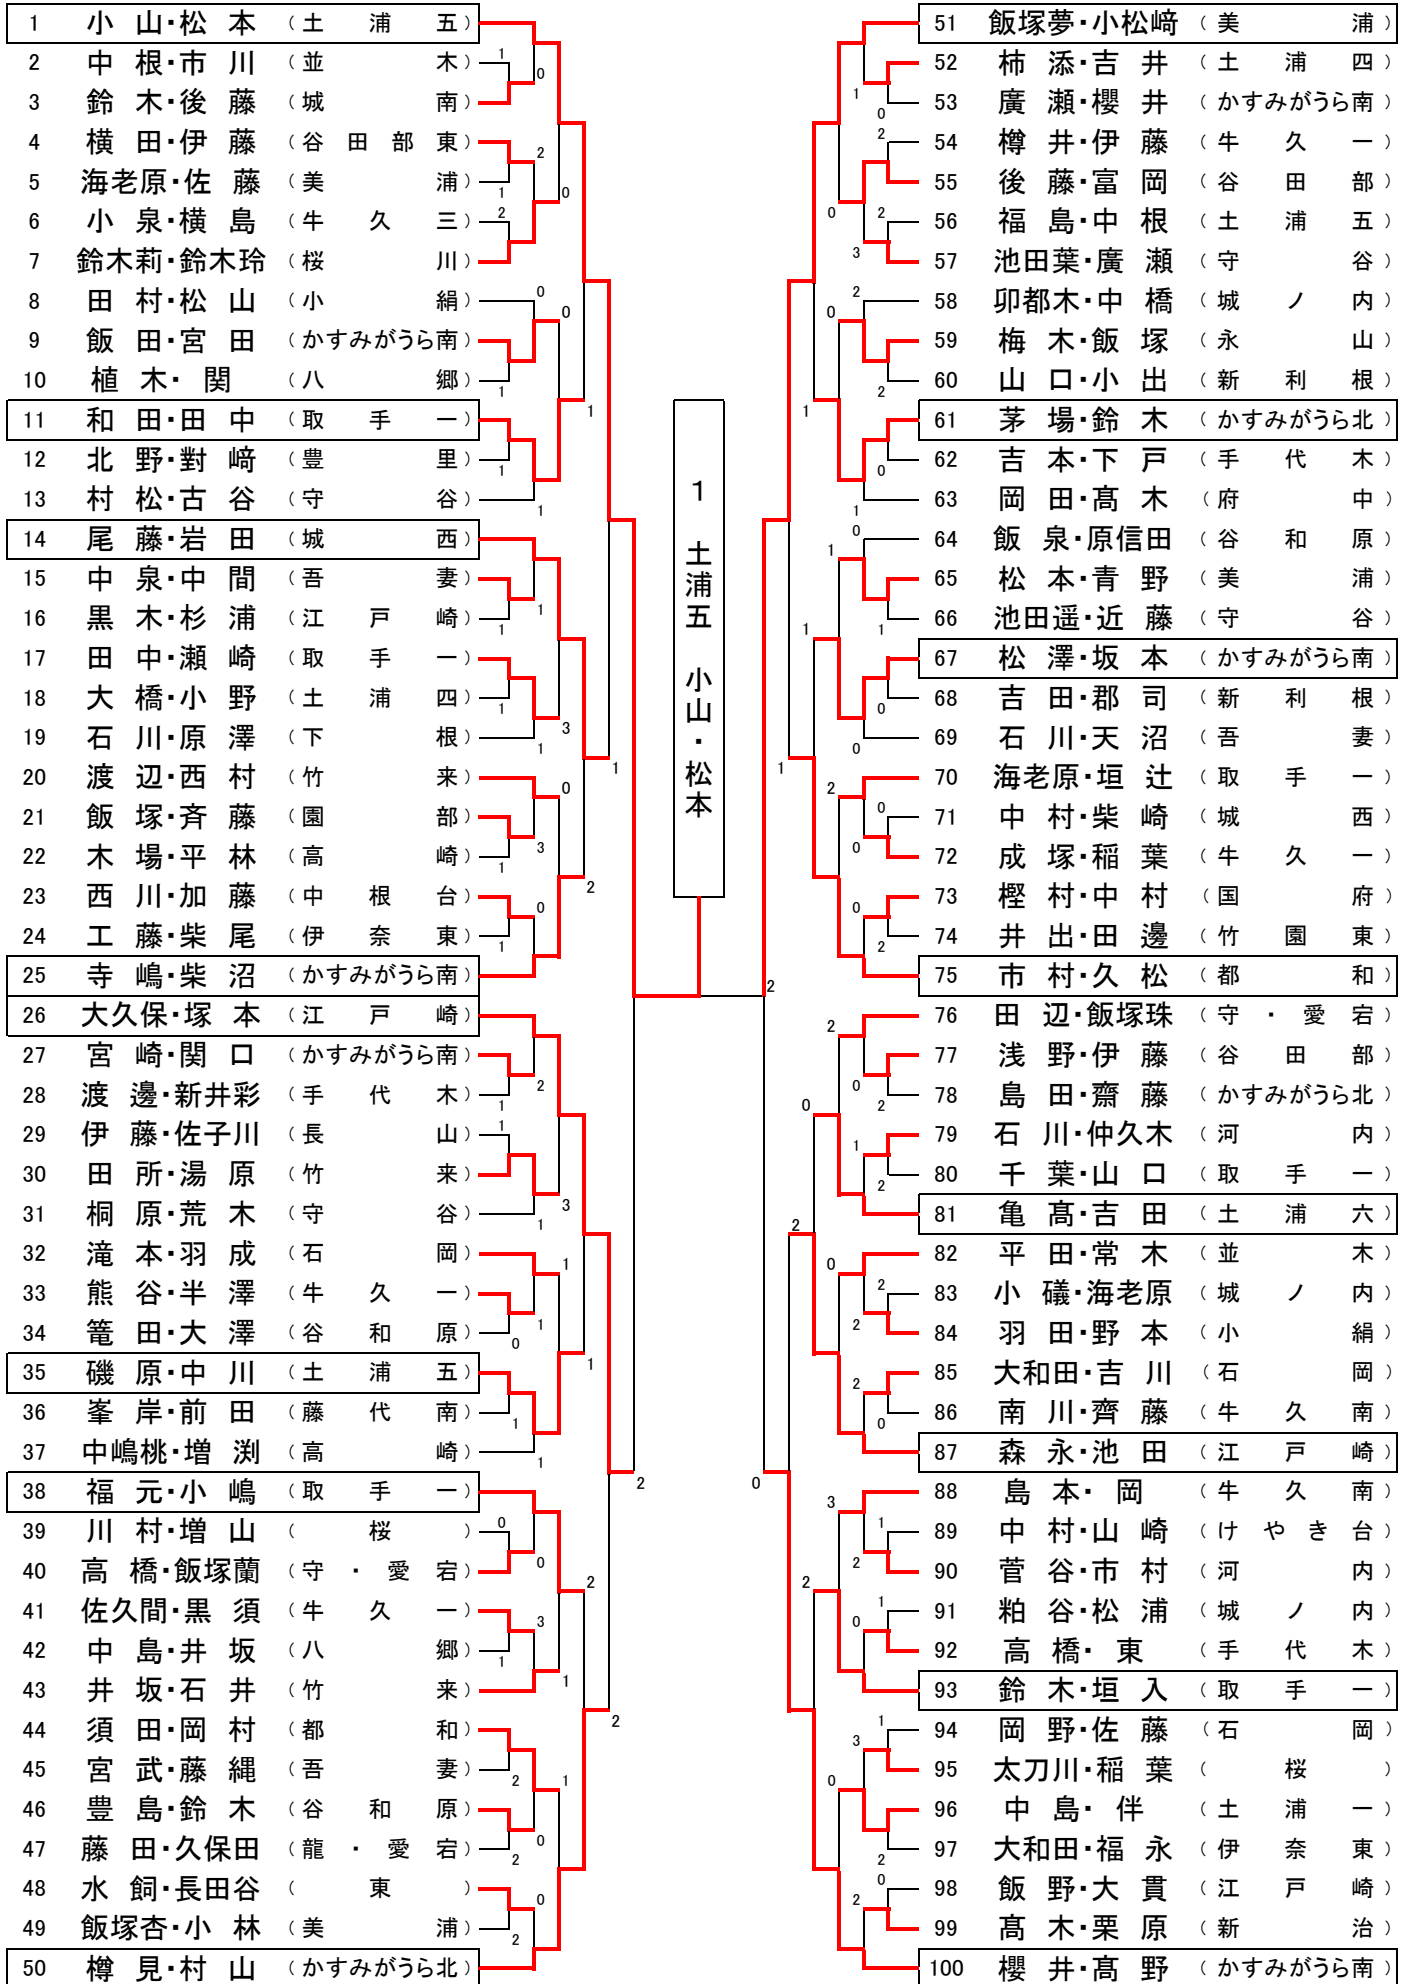 1 小山・松本 （土浦五）
2 中根・市川 （並木）
3 鈴木・後藤 （城南）
4 横田・伊藤 （谷田部東）
5 海老原・佐藤 （美浦）
6 小泉・横島 （牛久三）
7 鈴木莉・鈴木玲 （桜川）
8 田村・松山 （小絹）
9 飯田・宮田 （かすみがうら南）
10 植木・関 （八郷）
11 和田・田中 （取手一）
12 北野・對﨑 （豊里）
13 村松・古谷 （守谷）
14 尾藤・岩田 （城西）
15 中泉・中間 （吾妻）
16 黒木・杉浦 （江戸崎）
17 田中・瀬崎 （取手一）
18 大橋・小野 （土浦四）
19 石川・原澤 （下根）
20 渡辺・西村 （竹来）
21 飯塚・斉藤 （園部）
22 木場・平林 （高崎）
23 西川・加藤 （中根台）
24 工藤・柴尾 （伊奈東）
25 寺嶋・柴沼 （かすみがうら南）
26 大久保・塚本 （江戸崎）
27 宮崎・関口 （かすみがうら南）
28 渡邊・新井彩 （手代木）
29 伊藤・佐子川 （長山）
30 田所・湯原 （竹来）
31 桐原・荒木 （守谷）
32 滝本・羽成 （石岡）
33 熊谷・半澤 （牛久一）
34 篭田・大澤 （谷和原）
35 磯原・中川 （土浦五）
36 峯岸・前田 （藤代南）
37 中嶋桃・増渕 （高崎）
38 福元・小嶋 （取手一）
39 川村・増山 （桜）
40 高橋・飯塚蘭 （守・愛宕）
41 佐久間・黒須 （牛久一）
42 中島・井坂 （八郷）
43 井坂・石井 （竹来）
44 須田・岡村 （都和）
45 宮武・藤縄 （吾妻）
46 豊島・鈴木 （谷和原）
47 藤田・久保田 （龍・愛宕）
48 水飼・長田谷 （東）
49 飯塚杏・小林 （美浦）
50 樽見・村山 （かすみがうら北）
1 土浦五 小山・松本
51 飯塚夢・小松﨑 （美浦）
52 柿添・吉井 （土浦四）
53 廣瀬・櫻井 （かすみがうら南）
54 樽井・伊藤 （牛久一）
55 後藤・富岡 （谷田部）
56 福島・中根 （土浦五）
57 池田葉・廣瀬 （守谷）
58 卯都木・中橋 （城ノ内）
59 梅木・飯塚 （永山）
60 山口・小出 （新利根）
61 茅場・鈴木 （かすみがうら北）
62 吉本・下戸 （手代木）
63 岡田・髙木 （府中）
64 飯泉・原信田 （谷和原）
65 松本・青野 （美浦）
66 池田遥・近藤 （守谷）
67 松澤・坂本 （かすみがうら南）
68 吉田・郡司 （新利根）
69 石川・天沼 （吾妻）
70 海老原・垣辻 （取手一）
71 中村・柴崎 （城西）
72 成塚・稲葉 （牛久一）
73 樫村・中村 （国府）
74 井出・田邊 （竹園東）
75 市村・久松 （都和）
76 田辺・飯塚珠 （守・愛宕）
77 浅野・伊藤 （谷田部）
78 島田・齋藤 （かすみがうら北）
79 石川・仲久木 （河内）
80 千葉・山口 （取手一）
81 亀髙・吉田 （土浦六）
82 平田・常木 （並木）
83 小礒・海老原 （城ノ内）
84 羽田・野本 （小絹）
85 大和田・吉川 （石岡）
86 南川・齊藤 （牛久南）
87 森永・池田 （江戸崎）
88 島本・岡 （牛久南）
89 中村・山崎 （けやき台）
90 菅谷・市村 （河内）
91 粕谷・松浦 （城ノ内）
92 高橋・東 （手代木）
93 鈴木・垣入 （取手一）
94 岡野・佐藤 （石岡）
95 太刀川・稲葉 （桜）
96 中島・伴 （土浦一）
97 大和田・福永 （伊奈東）
98 飯野・大貫 （江戸崎）
99 髙木・栗原 （新治）
100 櫻井・髙野 （かすみがうら南）